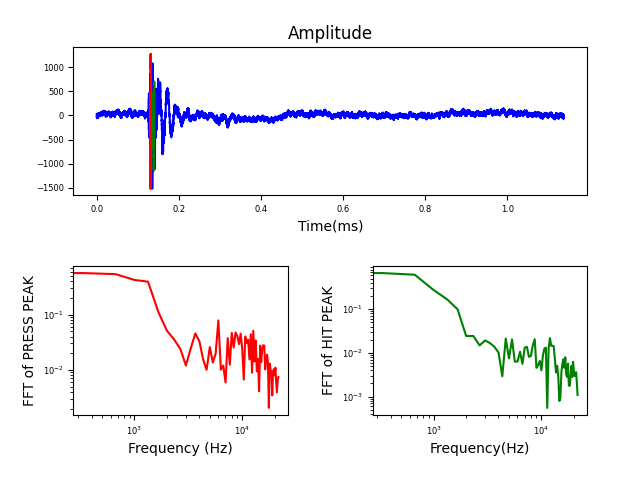 Amplitude
1000
500
0
−500
−1000
−1500
0.0 0.2 0.4 0.6 0.8 1.0
Time(ms)
FFT of PRESS PEAK
10⁻¹
10⁻²
10³ 10⁴
Frequency (Hz)
FFT of HIT PEAK
10⁻¹
10⁻²
10⁻³
10³ 10⁴
Frequency(Hz)